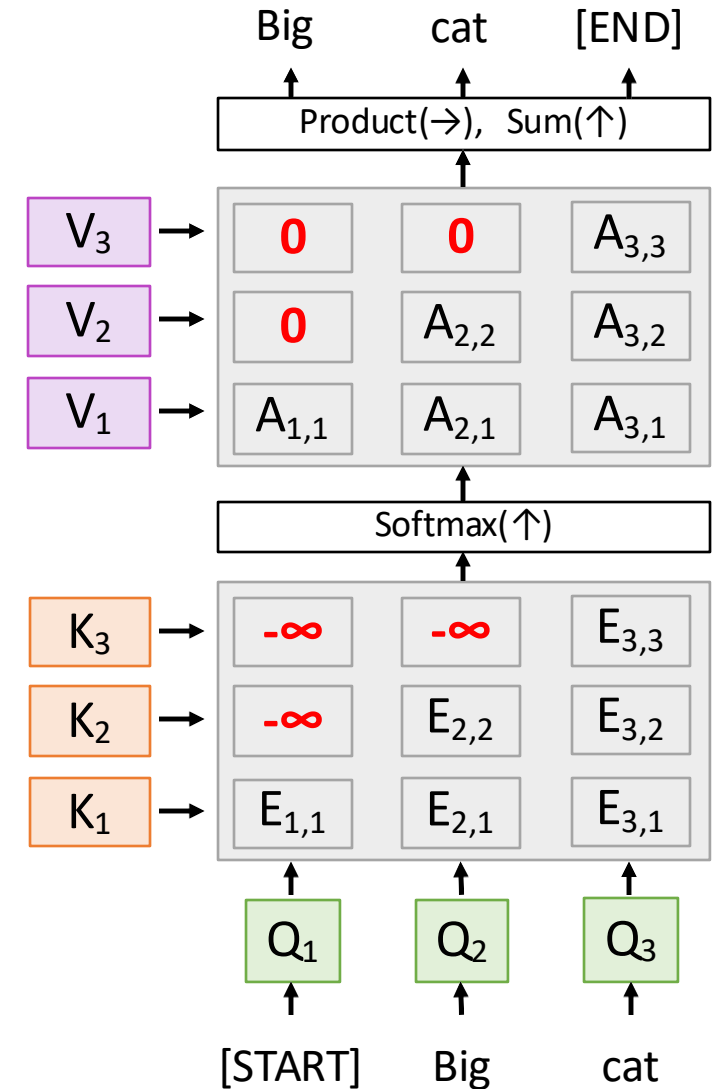 Big cat [END]
Product(→), Sum(↑)
V₃ 0 0 A₃,₃
V₂ 0 A₂,₂ A₃,₂
V₁ A₁,₁ A₂,₁ A₃,₁
Softmax(↑)
K₃ -∞ -∞ E₃,₃
K₂ -∞ E₂,₂ E₃,₂
K₁ E₁,₁ E₂,₁ E₃,₁
Q₁ Q₂ Q₃
[START] Big cat